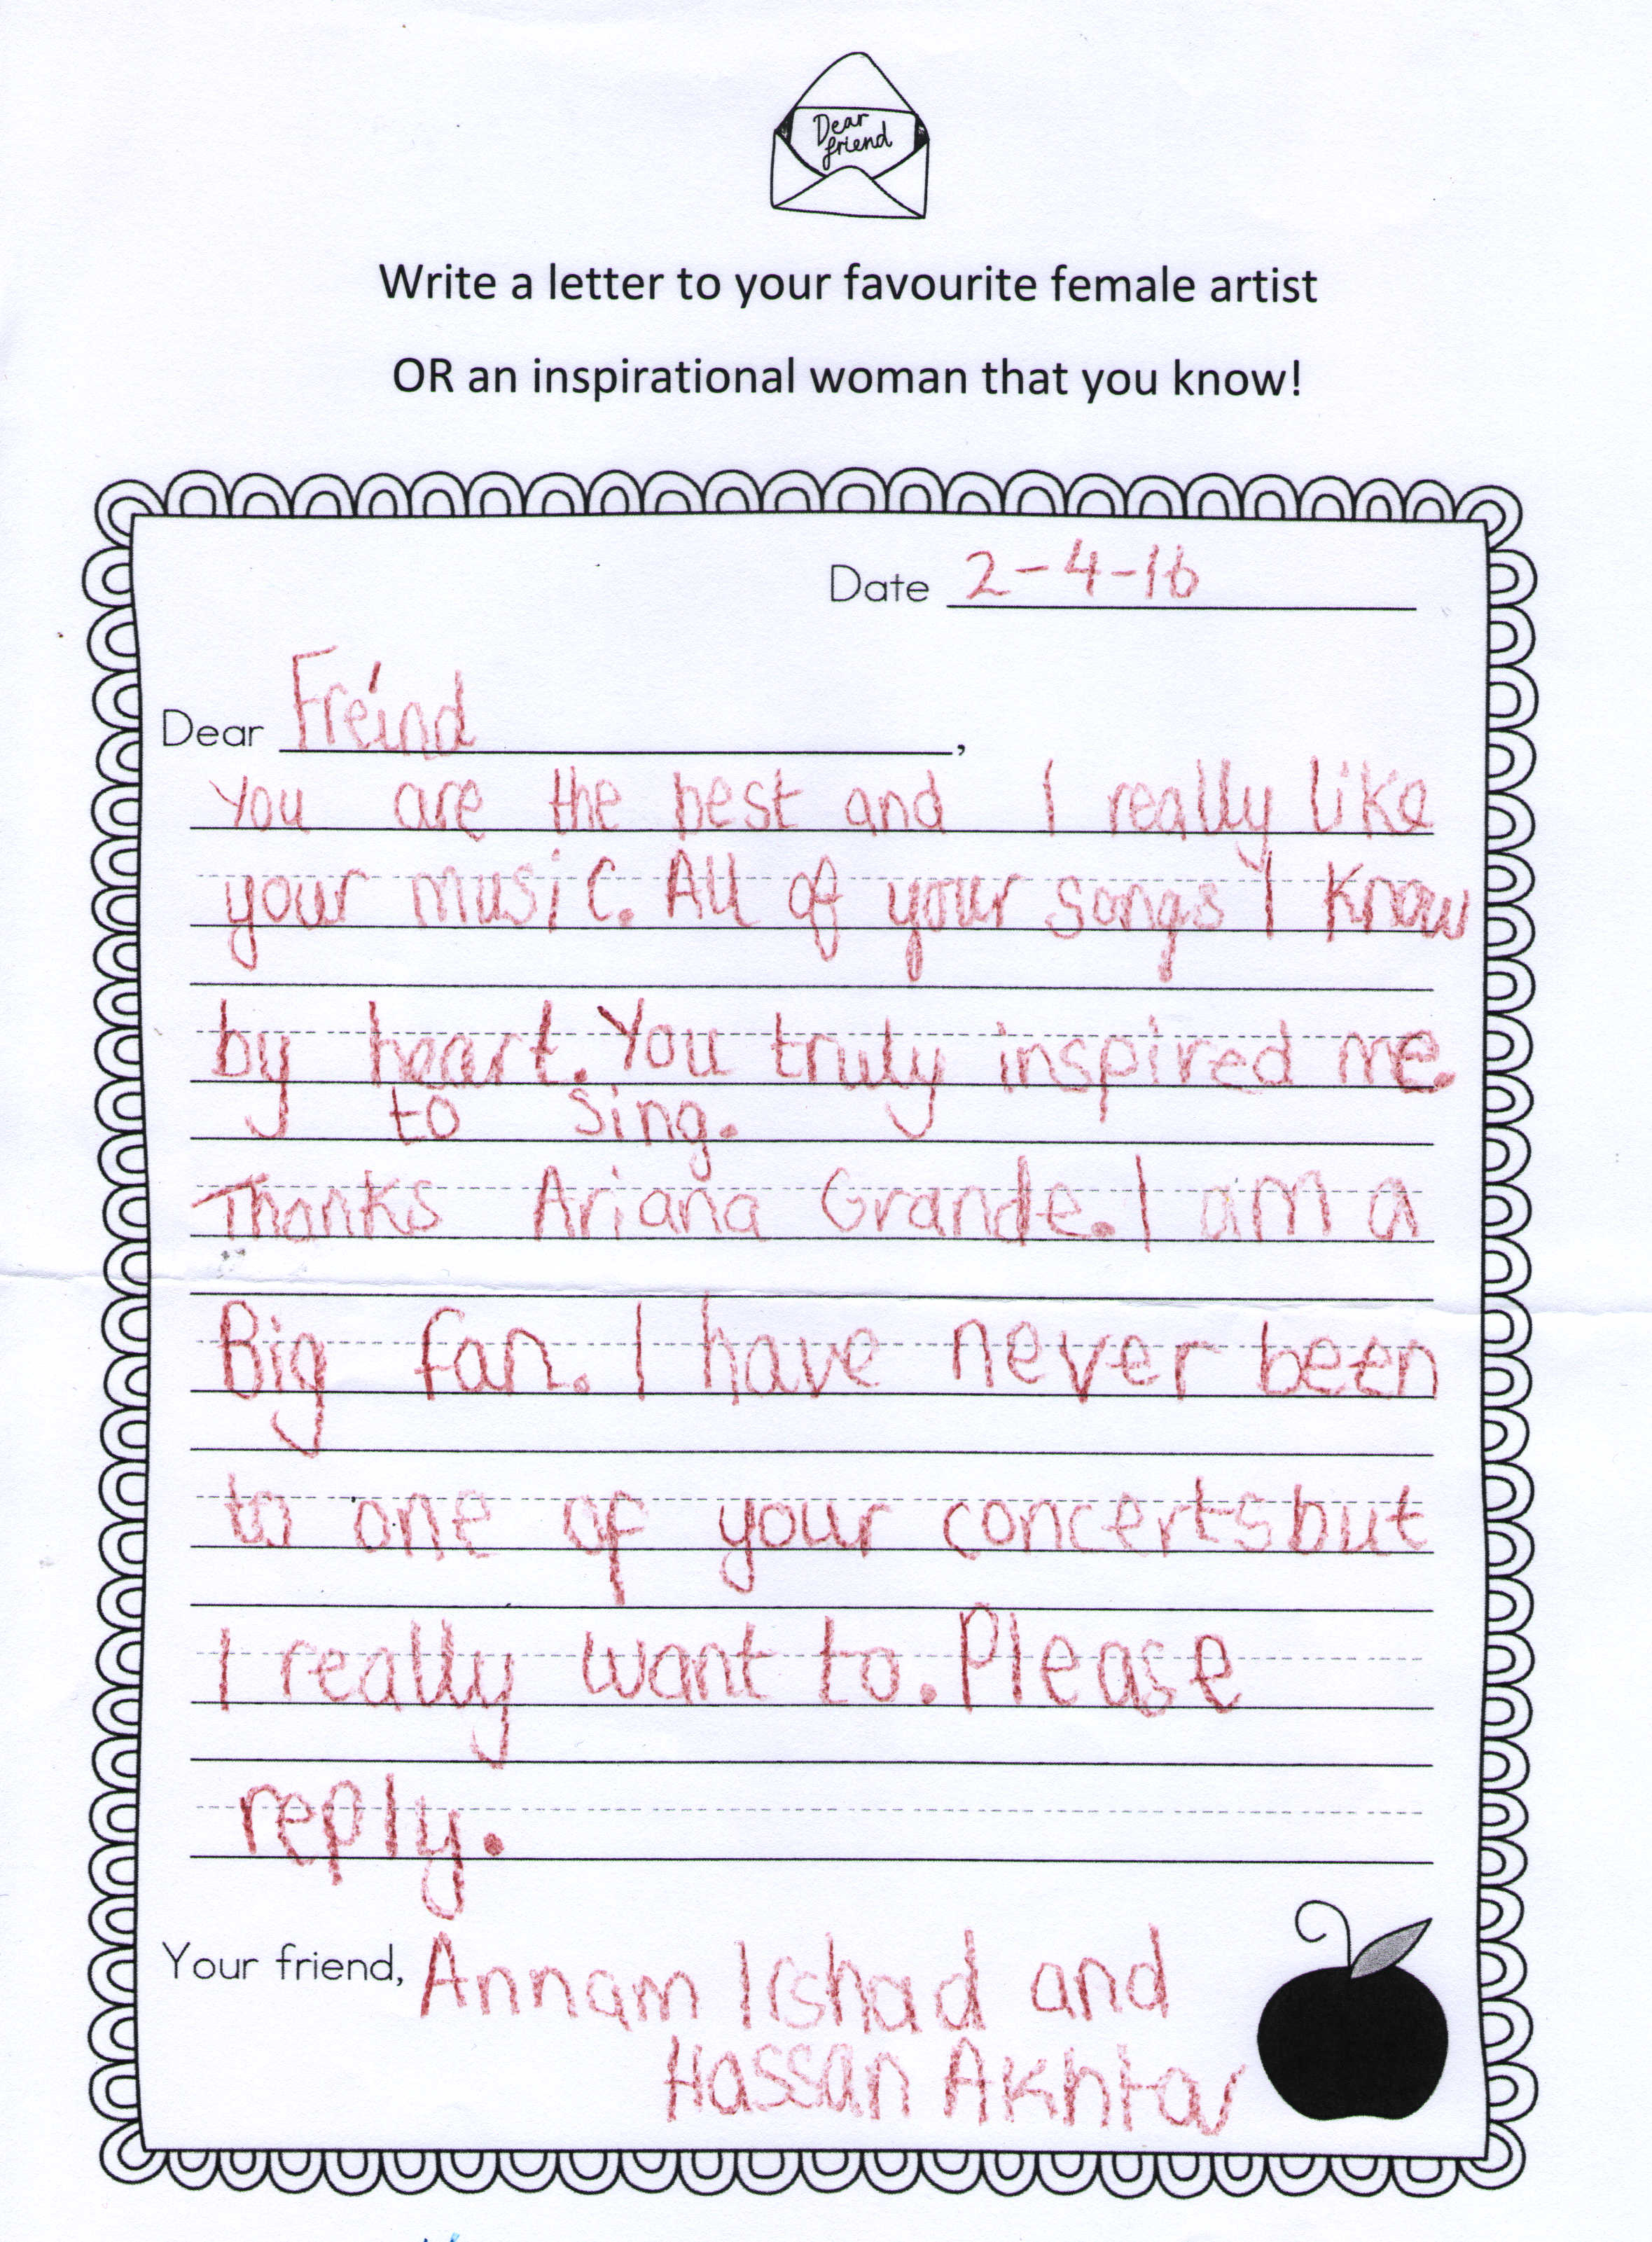 Dear
friend
Write a letter to your favourite female artist
OR an inspirational woman that you know!
Date 2-4-16
Dear Freind,
You are the best and I really like
your music. All of your songs I know
by heart. You truly inspired me.
to sing.
Thanks Ariana Grande. I am a
Big fan. I have never been
to one of your concerts but
I really want to. Please
reply.
Your friend, Annam Irshad and
Hassan Akhtar